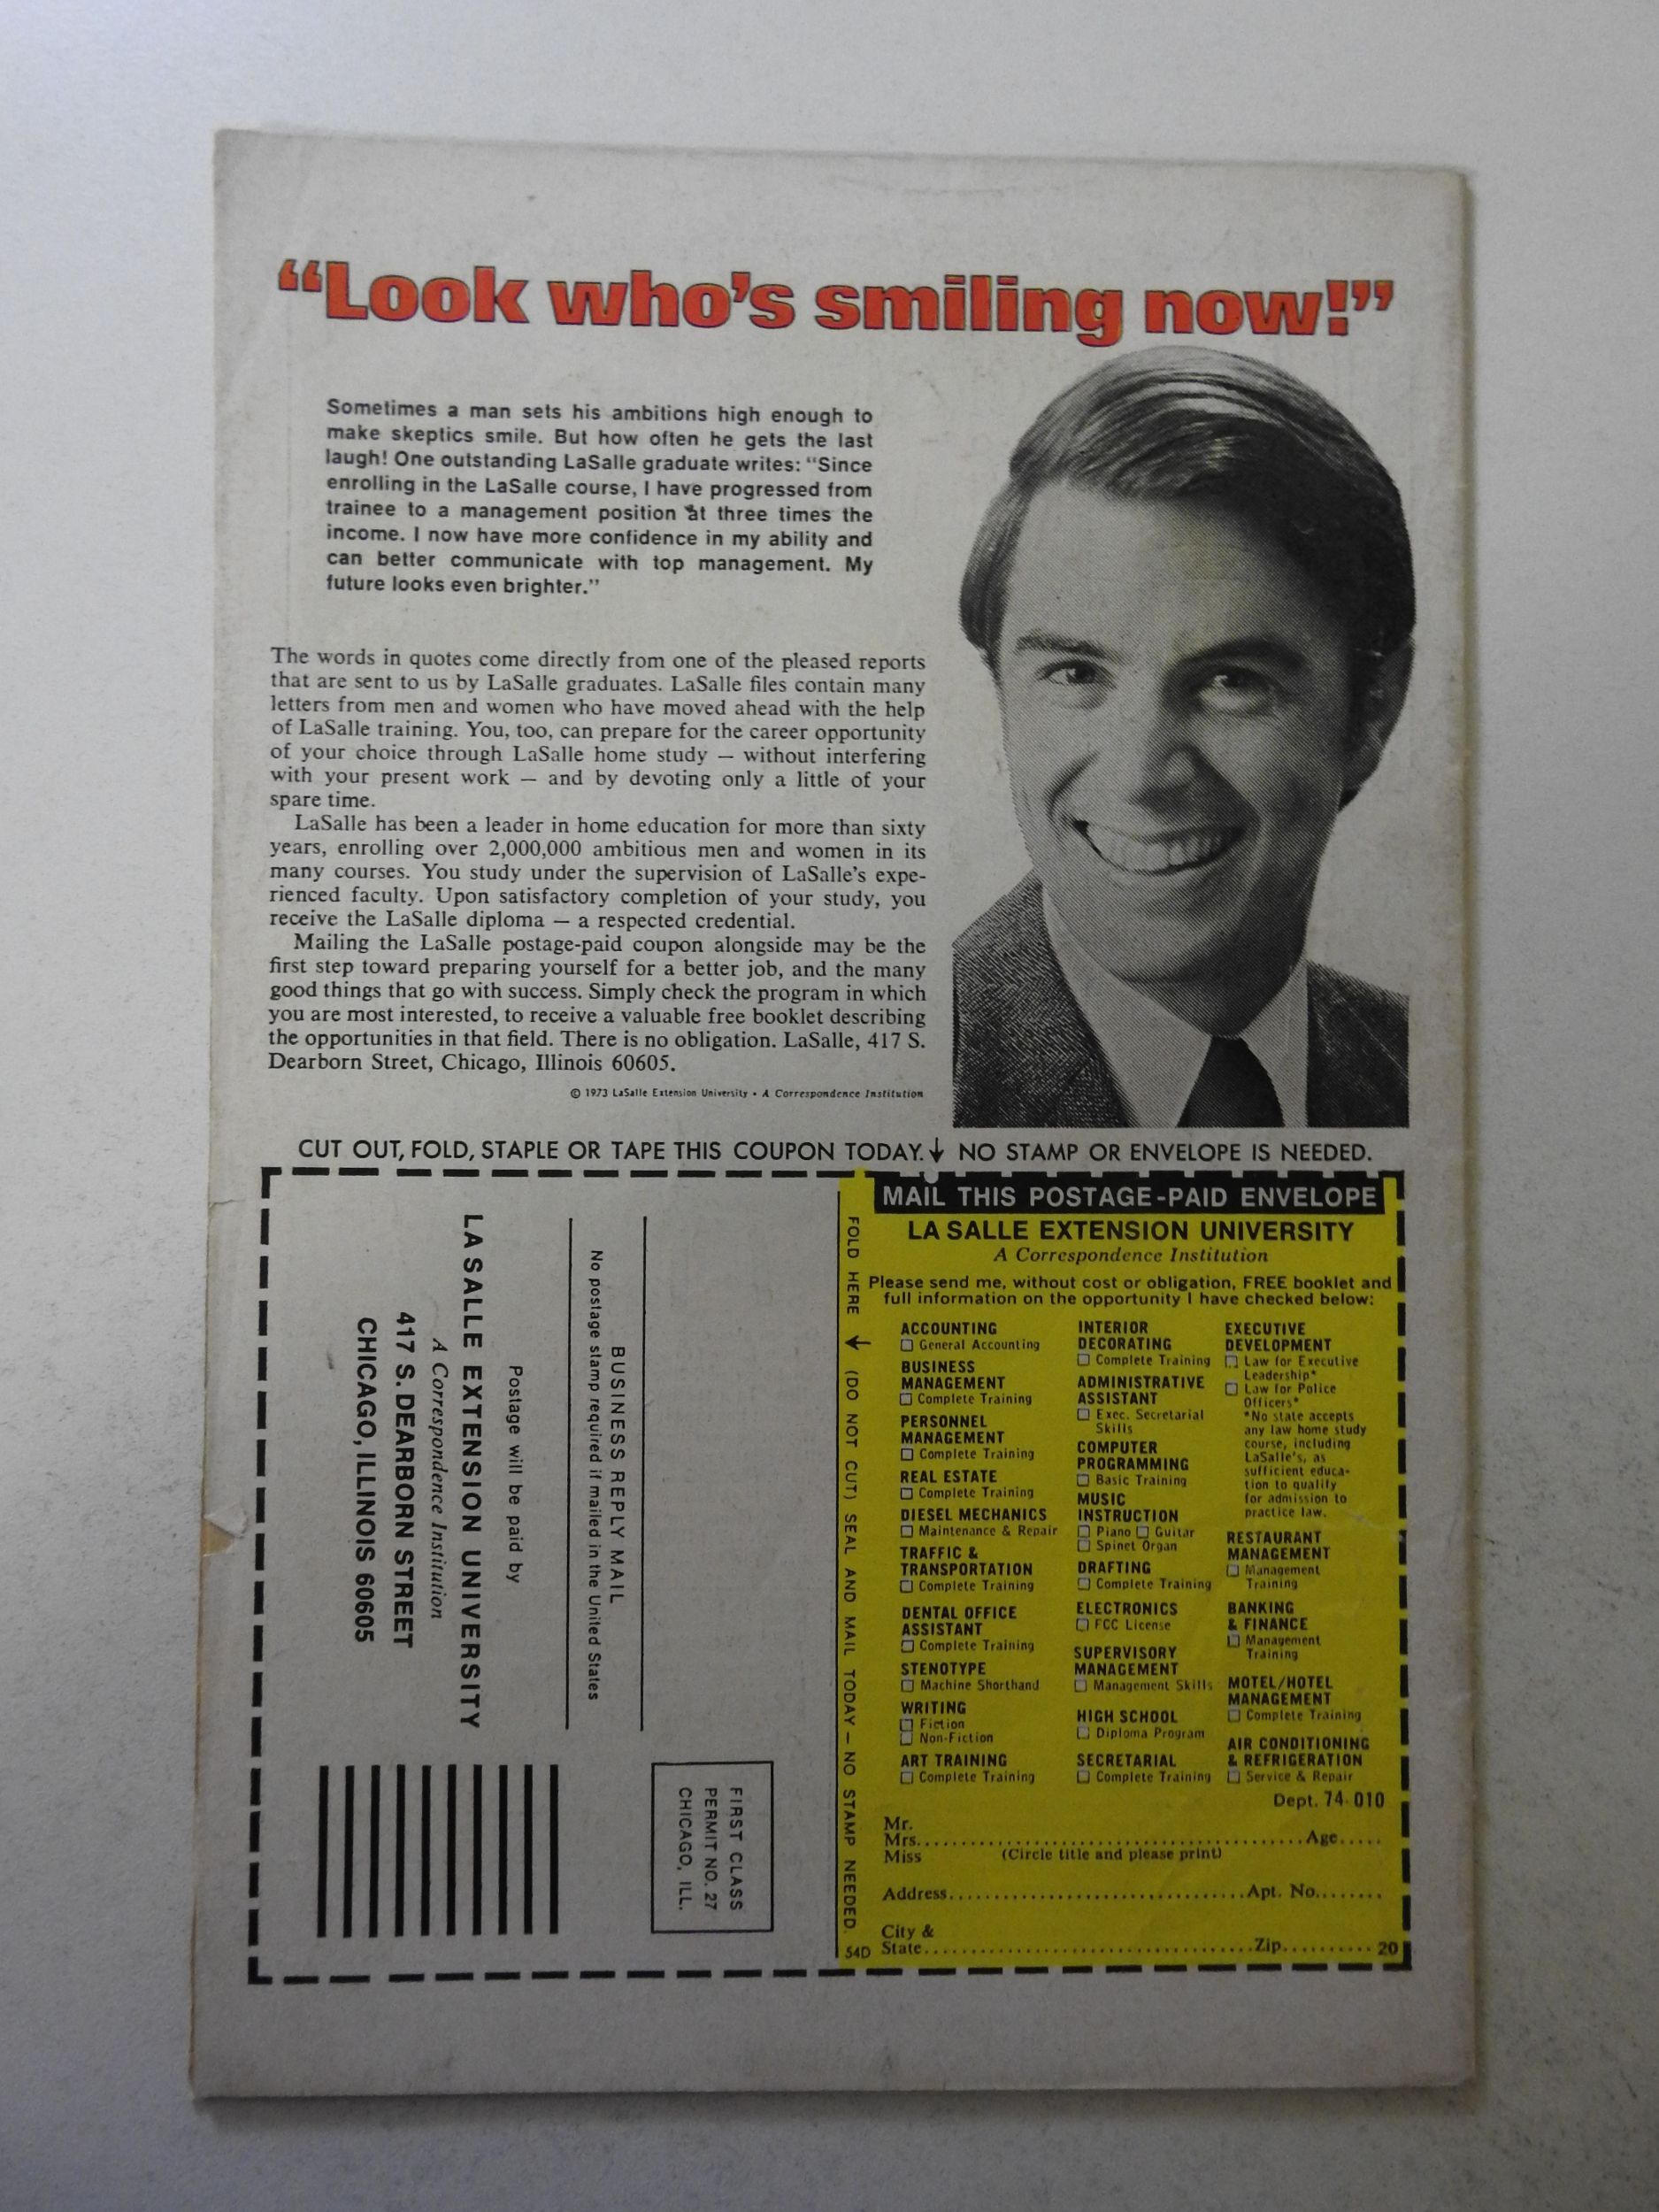 “Look who’s smiling now!”
Sometimes a man sets his ambitions high enough to
make skeptics smile. But how often he gets the last
laugh! One outstanding LaSalle graduate writes: “Since
enrolling in the LaSalle course, I have progressed from
trainee to a management position at three times the
income. I now have more confidence in my ability and
can better communicate with top management. My
future looks even brighter.”
The words in quotes come directly from one of the pleased reports
that are sent to us by LaSalle graduates. LaSalle files contain many
letters from men and women who have moved ahead with the help
of LaSalle training. You, too, can prepare for the career opportunity
of your choice through LaSalle home study — without interfering
with your present work — and by devoting only a little of your
spare time.
LaSalle has been a leader in home education for more than sixty
years, enrolling over 2,000,000 ambitious men and women in its
many courses. You study under the supervision of LaSalle’s expe-
rienced faculty. Upon satisfactory completion of your study, you
receive the LaSalle diploma — a respected credential.
Mailing the LaSalle postage-paid coupon alongside may be the
first step toward preparing yourself for a better job, and the many
good things that go with success. Simply check the program in which
you are most interested, to receive a valuable free booklet describing
the opportunities in that field. There is no obligation. LaSalle, 417 S.
Dearborn Street, Chicago, Illinois 60605.
© 1973 LaSalle Extension University • A Correspondence Institution
CUT OUT, FOLD, STAPLE OR TAPE THIS COUPON TODAY. NO STAMP OR ENVELOPE IS NEEDED.
FIRST CLASS
PERMIT NO. 27
CHICAGO, ILL.
BUSINESS REPLY MAIL
No postage stamp required if mailed in the United States
Postage will be paid by
LA SALLE EXTENSION UNIVERSITY
A Correspondence Institution
417 S. DEARBORN STREET
CHICAGO, ILLINOIS 60605
FOLD HERE (DO NOT CUT) SEAL AND MAIL TODAY — NO STAMP NEEDED.
54D
MAIL THIS POSTAGE-PAID ENVELOPE
LA SALLE EXTENSION UNIVERSITY
A Correspondence Institution
Please send me, without cost or obligation, FREE booklet and
full information on the opportunity I have checked below:
ACCOUNTING
General Accounting
BUSINESS
MANAGEMENT
Complete Training
PERSONNEL
MANAGEMENT
Complete Training
REAL ESTATE
Complete Training
DIESEL MECHANICS
Maintenance & Repair
TRAFFIC &
TRANSPORTATION
Complete Training
DENTAL OFFICE
ASSISTANT
Complete Training
STENOTYPE
Machine Shorthand
WRITING
Fiction
Non-Fiction
ART TRAINING
Complete Training
INTERIOR
DECORATING
Complete Training
ADMINISTRATIVE
ASSISTANT
Exec. Secretarial
Skills
COMPUTER
PROGRAMMING
Basic Training
MUSIC
INSTRUCTION
Piano Guitar
Spinet Organ
DRAFTING
Complete Training
ELECTRONICS
FCC License
SUPERVISORY
MANAGEMENT
Management Skills
HIGH SCHOOL
Diploma Program
SECRETARIAL
Complete Training
EXECUTIVE
DEVELOPMENT
Law for Executive
Leadership*
Law for Police
Officers*
*No state accepts
any law home study
course, including
LaSalle’s, as
sufficient educa-
tion to qualify
for admission to
practice law.
RESTAURANT
MANAGEMENT
Management
Training
BANKING
& FINANCE
Management
Training
MOTEL/HOTEL
MANAGEMENT
Complete Training
AIR CONDITIONING
& REFRIGERATION
Service & Repair
Dept. 74-010
Mr.
Mrs. Age
Miss (Circle title and please print)
Address Apt. No.
City &
State Zip 20